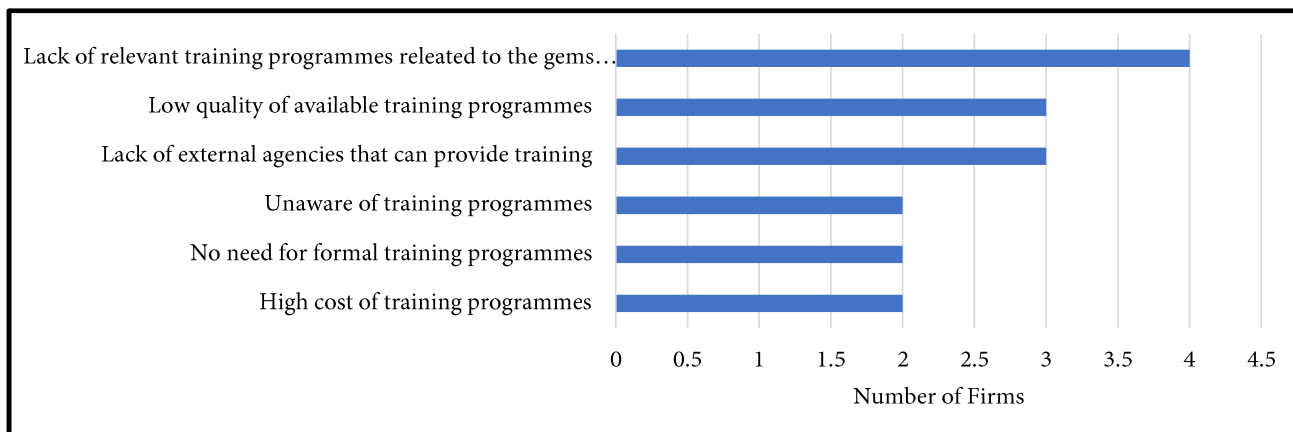 Lack of relevant training programmes releated to the gems…
Low quality of available training programmes
Lack of external agencies that can provide training
Unaware of training programmes
No need for formal training programmes
High cost of training programmes
0 0.5 1 1.5 2 2.5 3 3.5 4 4.5
Number of Firms